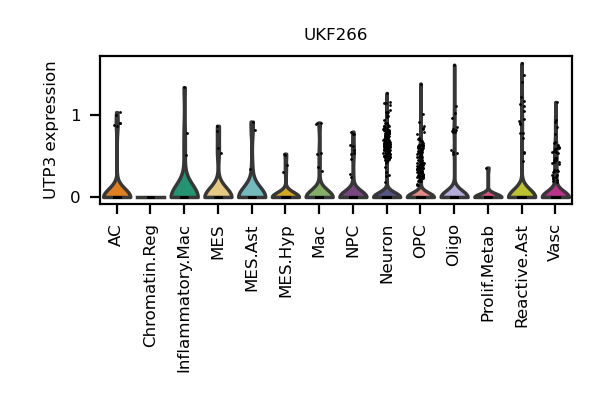 UKF266
UTP3 expression
1
0
AC
Chromatin.Reg
Inflammatory.Mac
MES
MES.Ast
MES.Hyp
Mac
NPC
Neuron
OPC
Oligo
Prolif.Metab
Reactive.Ast
Vasc